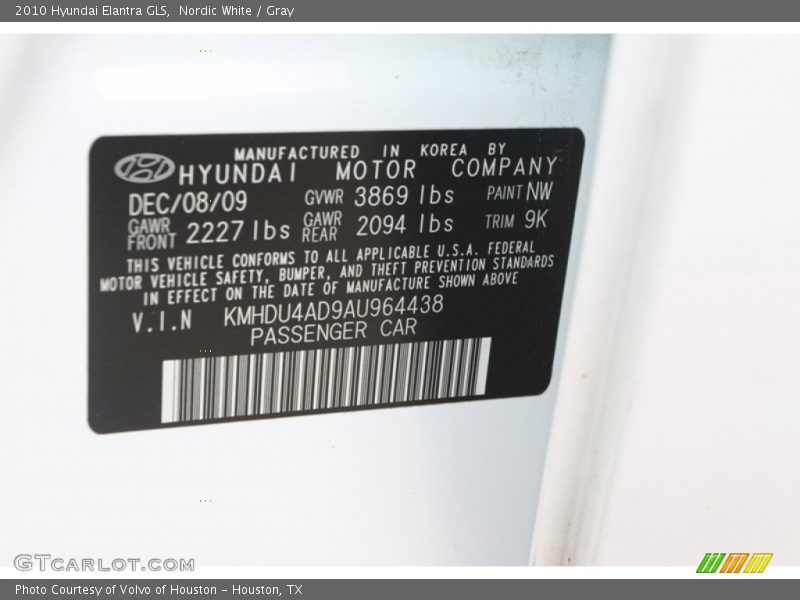 2010 Hyundai Elantra GLS, Nordic White / Gray
MANUFACTURED IN KOREA BY
HYUNDAI MOTOR COMPANY
DEC/08/09 GVWR 3869 lbs PAINT NW
GAWR FRONT 2227 lbs GAWR REAR 2094 lbs TRIM 9K
THIS VEHICLE CONFORMS TO ALL APPLICABLE U.S.A. FEDERAL
MOTOR VEHICLE SAFETY, BUMPER, AND THEFT PREVENTION STANDARDS
IN EFFECT ON THE DATE OF MANUFACTURE SHOWN ABOVE
V.I.N KMHDU4AD9AU964438
PASSENGER CAR
GTCARLOT.COM
Photo Courtesy of Volvo of Houston - Houston, TX